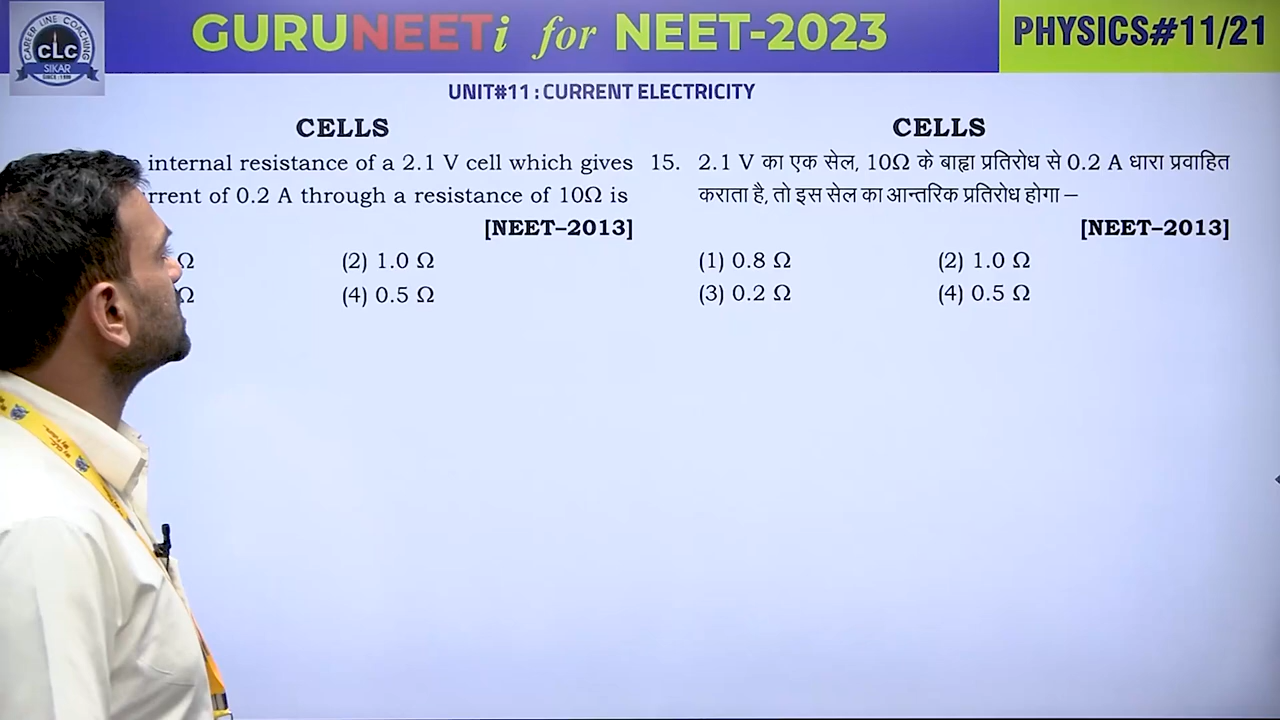 GURUNEETi for NEET-2023
PHYSICS#11/21
CAREER LINE COACHING
CLC
SIKAR
UNIT#11 : CURRENT ELECTRICITY
CELLS
internal resistance of a 2.1 V cell which gives
rrent of 0.2 A through a resistance of 10Ω is
[NEET–2013]
Ω (2) 1.0 Ω
Ω (4) 0.5 Ω
CELLS
15. 2.1 V का एक सेल, 10Ω के बाह्य प्रतिरोध से 0.2 A धारा प्रवाहित
कराता है, तो इस सेल का आन्तरिक प्रतिरोध होगा –
[NEET–2013]
(1) 0.8 Ω (2) 1.0 Ω
(3) 0.2 Ω (4) 0.5 Ω